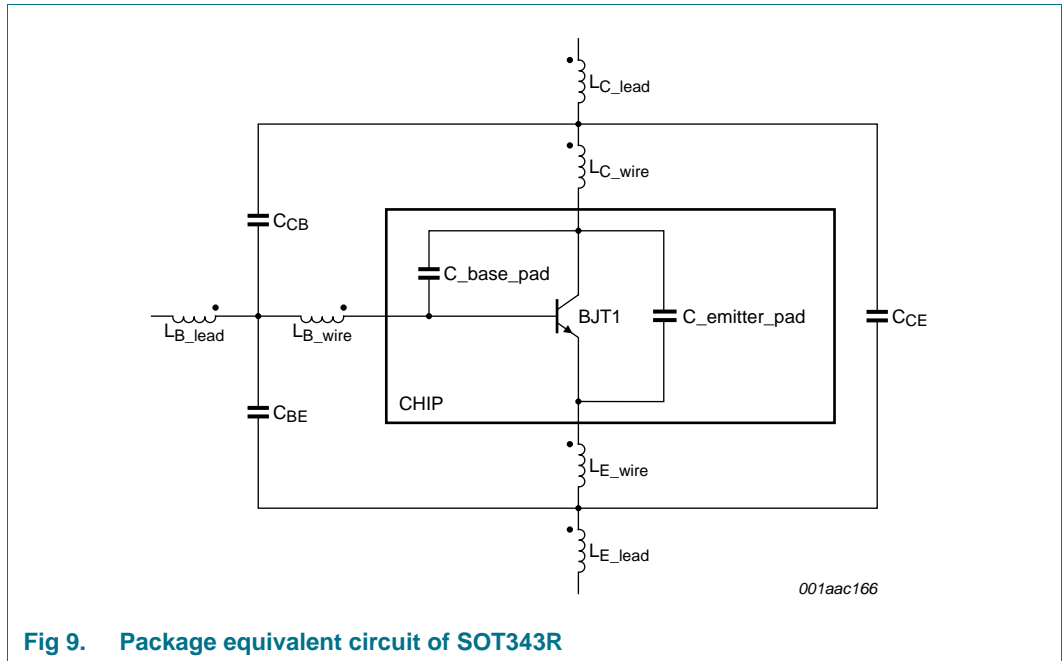 L_C_lead
L_C_wire
C_CB
C_base_pad
BJT1
C_emitter_pad
C_CE
L_B_lead
L_B_wire
C_BE
CHIP
L_E_wire
L_E_lead
001aac166
Fig 9. Package equivalent circuit of SOT343R